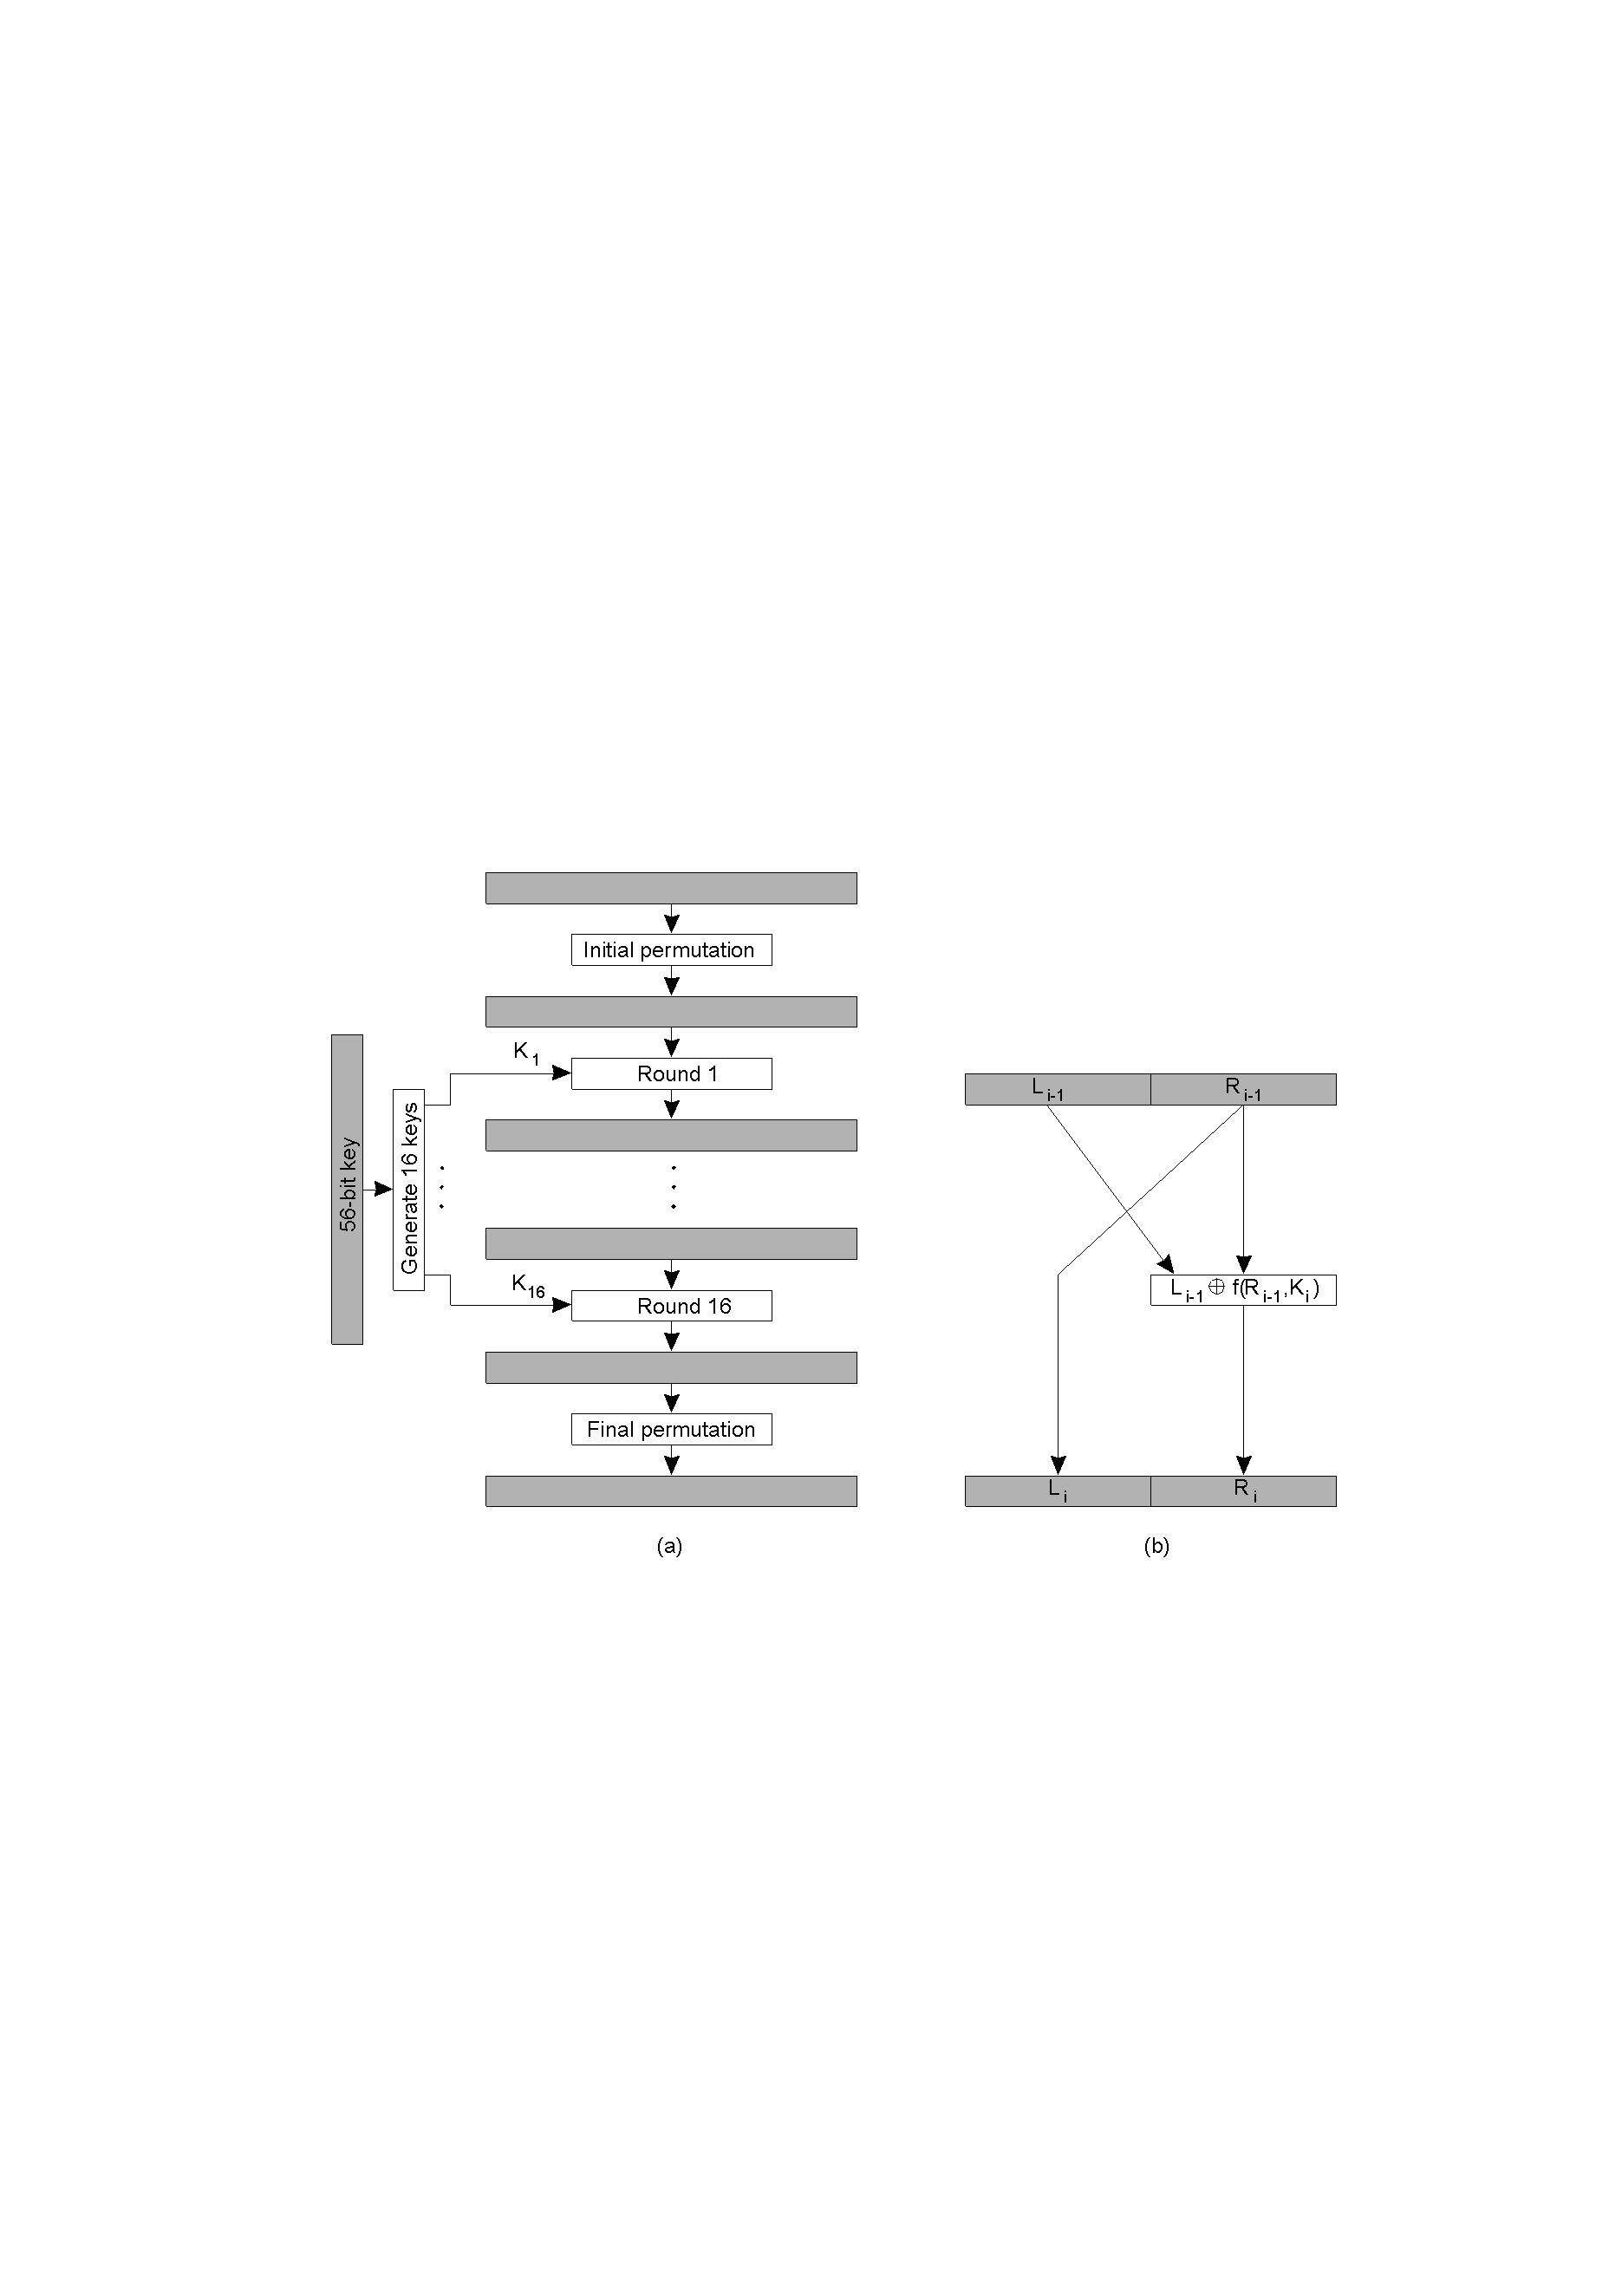 Initial permutation
K1
Round 1
56-bit key
Generate 16 keys
K16
Round 16
Final permutation
(a)
Li-1
Ri-1
Li-1 ⊕ f(Ri-1,Ki)
Li
Ri
(b)